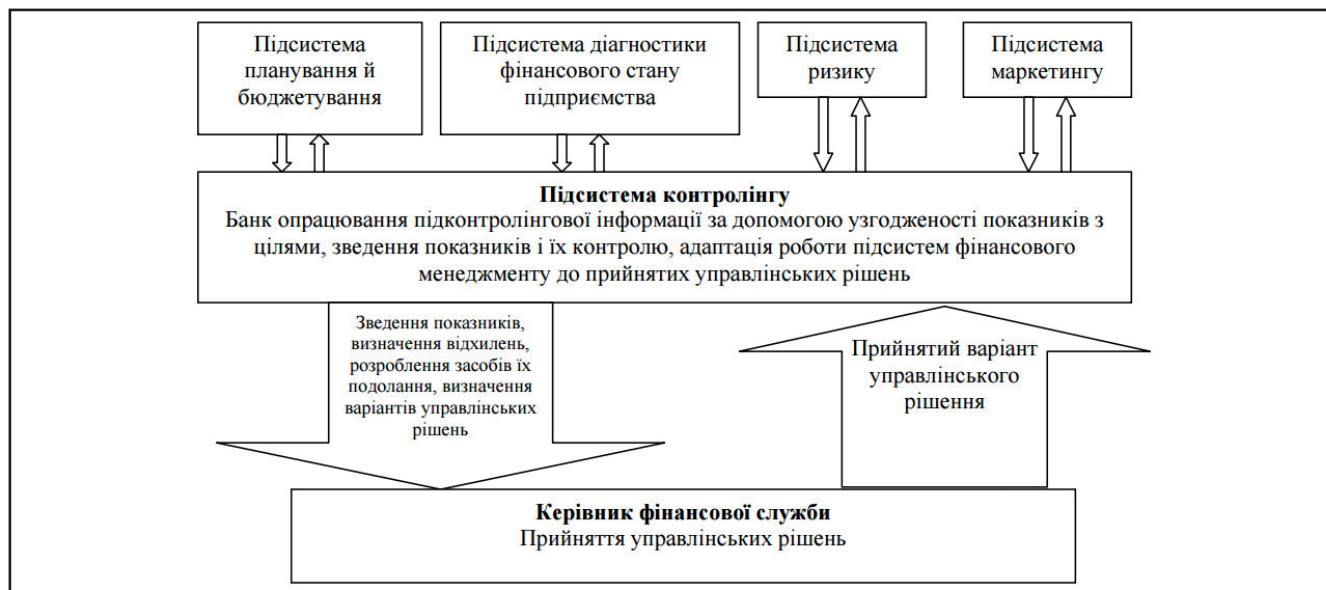 Підсистема
планування й
бюджетування
Підсистема діагностики
фінансового стану
підприємства
Підсистема
ризику
Підсистема
маркетингу
Підсистема контролінгу
Банк опрацювання підконтролінгової інформації за допомогою узгодженості показників з
цілями, зведення показників і їх контролю, адаптація роботи підсистем фінансового
менеджменту до прийнятих управлінських рішень
Зведення показників,
визначення відхилень,
розроблення засобів їх
подолання, визначення
варіантів управлінських
рішень
Прийнятий варіант
управлінського
рішення
Керівник фінансової служби
Прийняття управлінських рішень